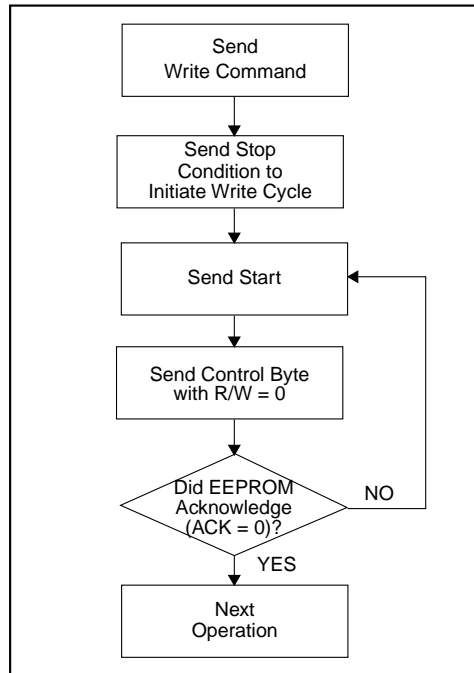 Send
Write Command
Send Stop
Condition to
Initiate Write Cycle
Send Start
Send Control Byte
with R/W = 0
Did EEPROM
Acknowledge
(ACK = 0)?
NO
YES
Next
Operation